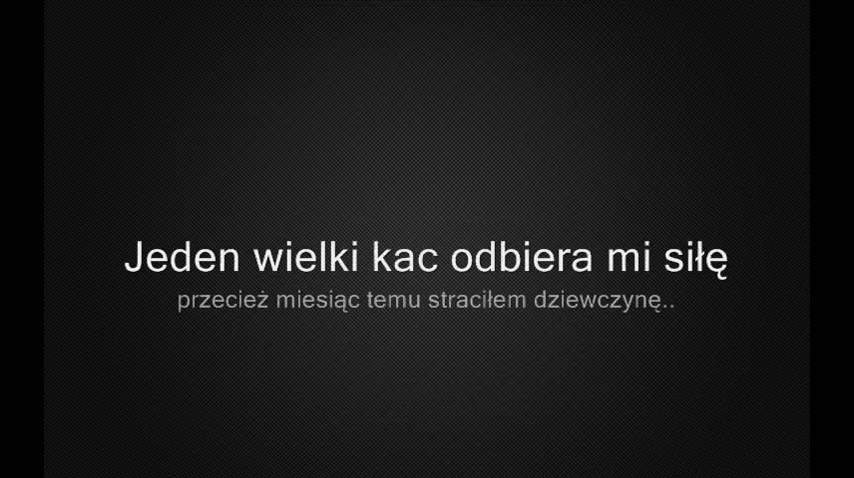 Jeden wielki kac odbiera mi siłę
przecież miesiąc temu straciłem dziewczynę..